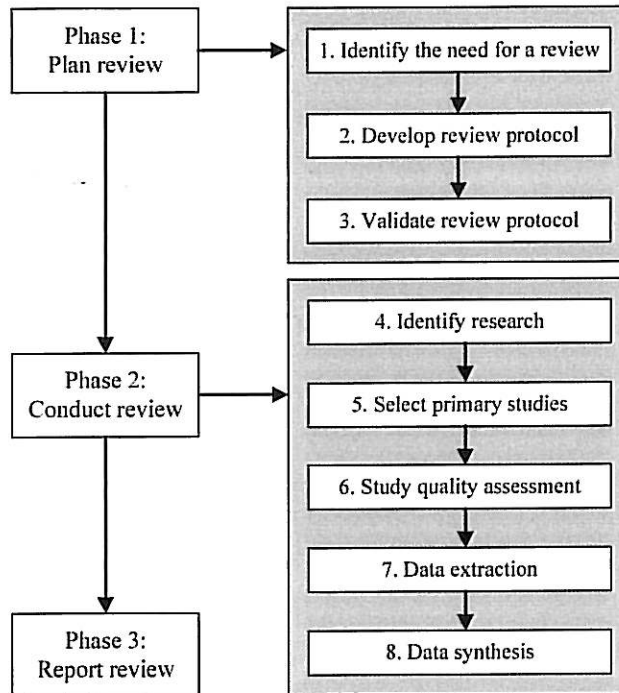 Phase 1:
Plan review
1. Identify the need for a review
2. Develop review protocol
3. Validate review protocol
Phase 2:
Conduct review
4. Identify research
5. Select primary studies
6. Study quality assessment
7. Data extraction
8. Data synthesis
Phase 3:
Report review